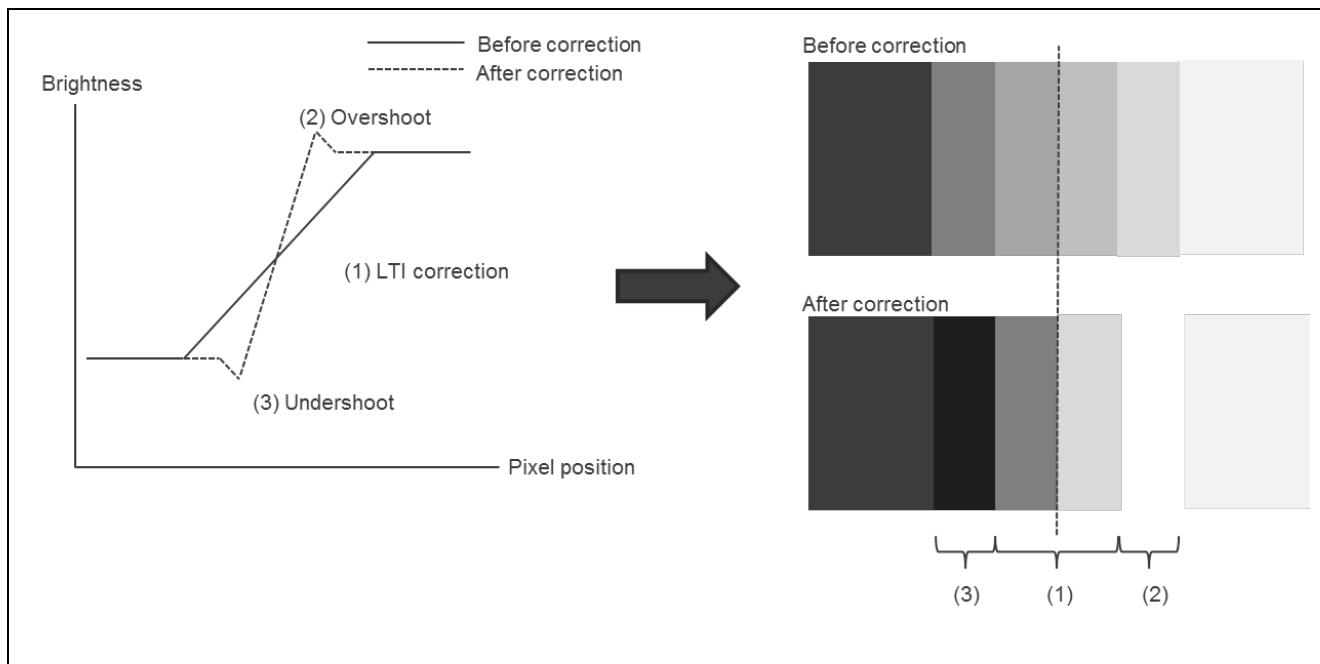 Before correction
After correction
Brightness
(2) Overshoot
(1) LTI correction
(3) Undershoot
Pixel position
Before correction
After correction
(3)
(1)
(2)